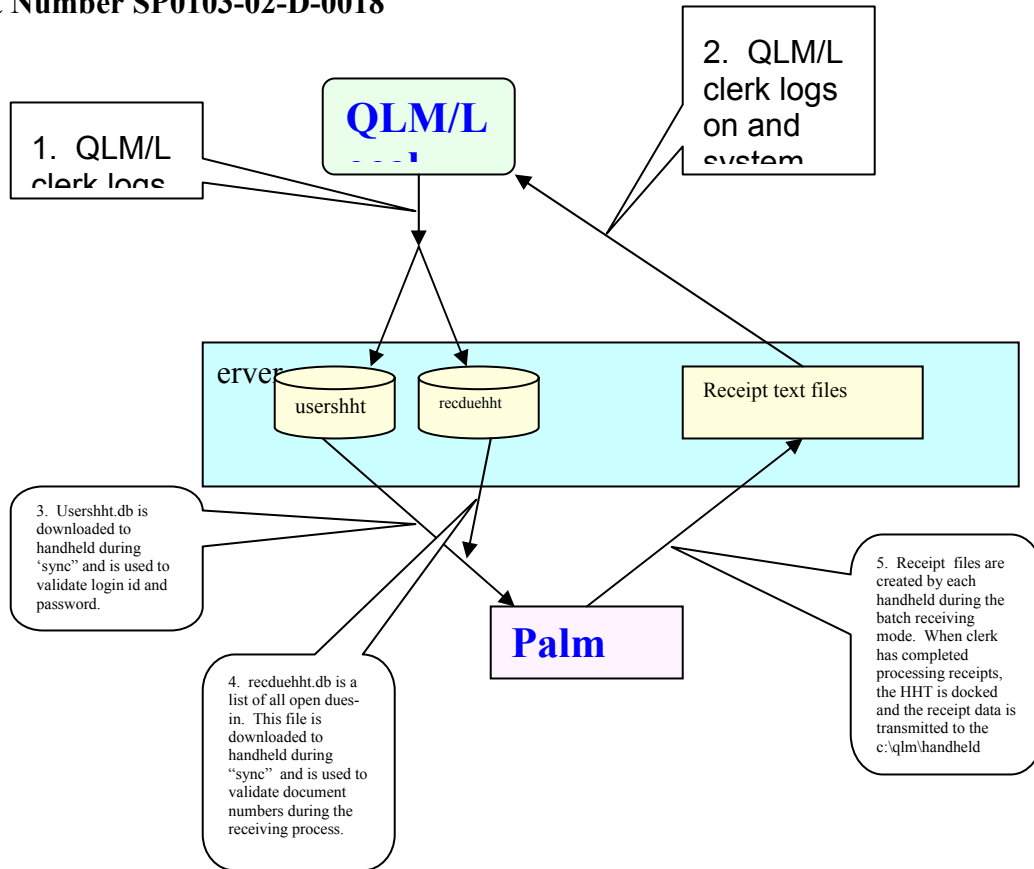 Number SP0103-02-D-0018
2. QLM/L
clerk logs
on and
system
QLM/L
1. QLM/L
clerk logs
erver
usershht
recduehht
Receipt text files
3. Usershht.db is
downloaded to
handheld during
‘sync” and is used to
validate login id and
password.
Palm
4. recduehht.db is a
list of all open dues-
in. This file is
downloaded to
handheld during
“sync” and is used to
validate document
numbers during the
receiving process.
5. Receipt files are
created by each
handheld during the
batch receiving
mode. When clerk
has completed
processing receipts,
the HHT is docked
and the receipt data is
transmitted to the
c:\qlm\handheld